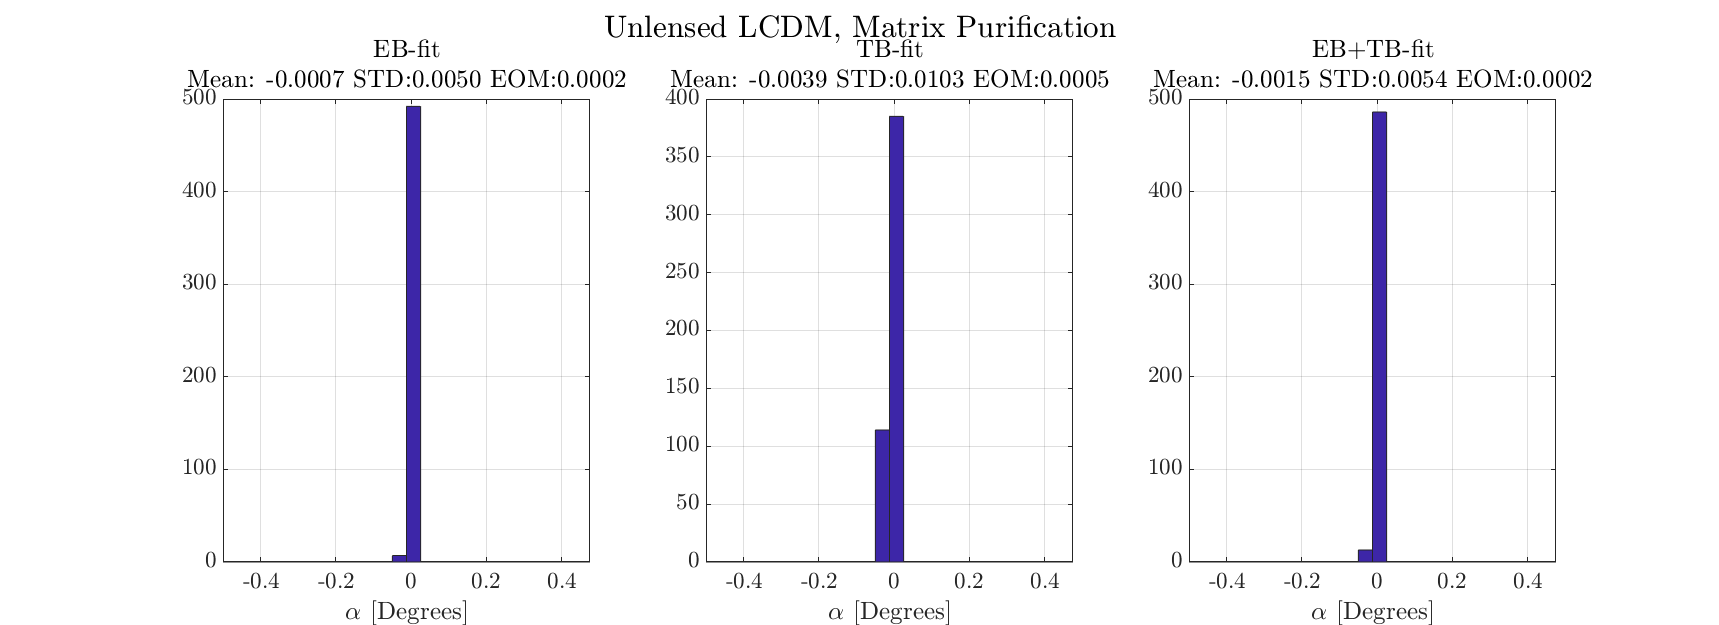 Unlensed LCDM, Matrix Purification
EB-fit
Mean: -0.0007 STD:0.0050 EOM:0.0002
500
400
300
200
100
0
-0.4 -0.2 0 0.2 0.4
α [Degrees]
TB-fit
Mean: -0.0039 STD:0.0103 EOM:0.0005
400
350
300
250
200
150
100
50
0
-0.4 -0.2 0 0.2 0.4
α [Degrees]
EB+TB-fit
Mean: -0.0015 STD:0.0054 EOM:0.0002
500
400
300
200
100
0
-0.4 -0.2 0 0.2 0.4
α [Degrees]